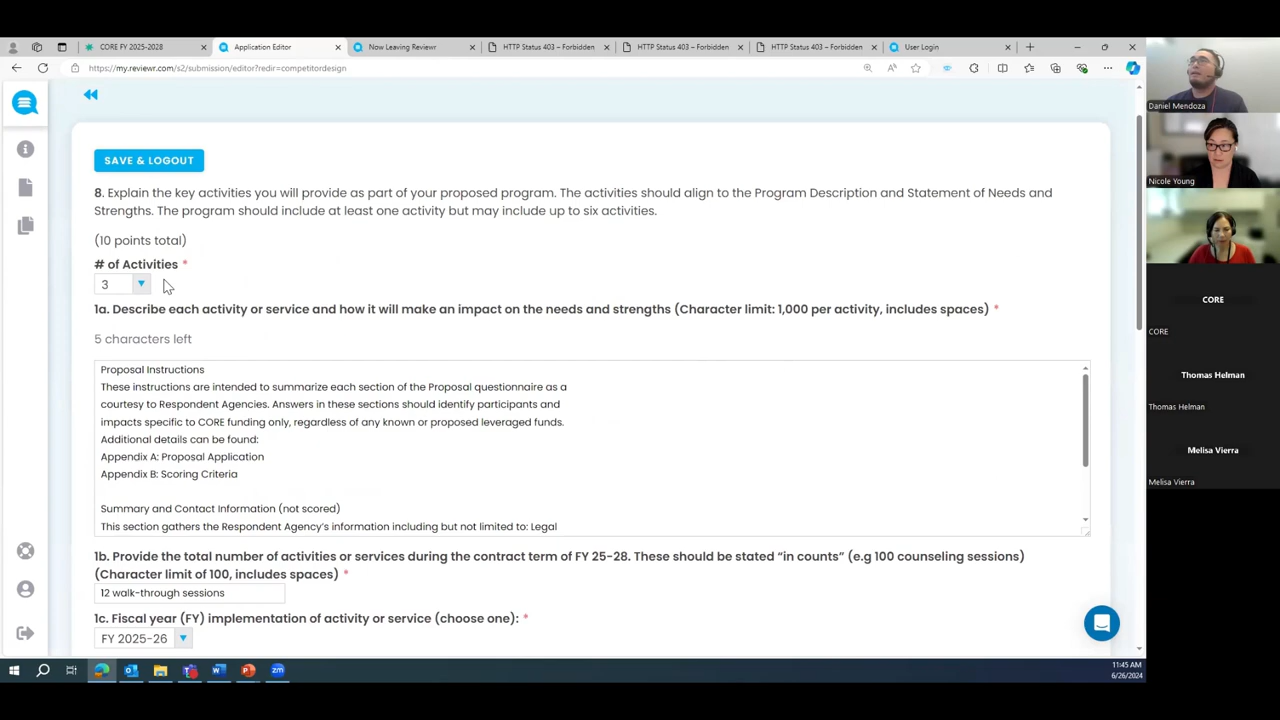 CORE FY 2025-2028
Application Editor
Now Leaving Reviewr
HTTP Status 403 – Forbidden
HTTP Status 403 – Forbidden
HTTP Status 403 – Forbidden
User Login
https://my.reviewr.com/s2/submission/editor?redir=competitordesign
SAVE & LOGOUT
8. Explain the key activities you will provide as part of your proposed program. The activities should align to the Program Description and Statement of Needs and
Strengths. The program should include at least one activity but may include up to six activities.
(10 points total)
# of Activities *
3
1a. Describe each activity or service and how it will make an impact on the needs and strengths (Character limit: 1,000 per activity, includes spaces) *
5 characters left
Proposal Instructions
These instructions are intended to summarize each section of the Proposal questionnaire as a
courtesy to Respondent Agencies. Answers in these sections should identify participants and
impacts specific to CORE funding only, regardless of any known or proposed leveraged funds.
Additional details can be found:
Appendix A: Proposal Application
Appendix B: Scoring Criteria
Summary and Contact Information (not scored)
This section gathers the Respondent Agency's information including but not limited to: Legal
1b. Provide the total number of activities or services during the contract term of FY 25-28. These should be stated "in counts" (e.g 100 counseling sessions)
(Character limit of 100, includes spaces) *
12 walk-through sessions
1c. Fiscal year (FY) implementation of activity or service (choose one): *
FY 2025-26
11:45 AM
6/26/2024
Daniel Mendoza
Nicole Young
CORE
CORE
Thomas Helman
Thomas Helman
Melisa Vierra
Melisa Vierra